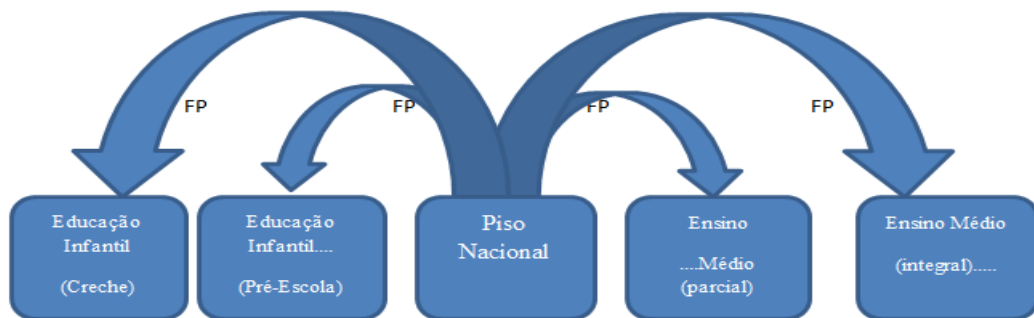 FP
FP
FP
FP
Educação
Infantil
(Creche)
Educação
Infantil....
(Pré-Escola)
Piso
Nacional
Ensino
....Médio
(parcial)
Ensino Médio
(integral).....